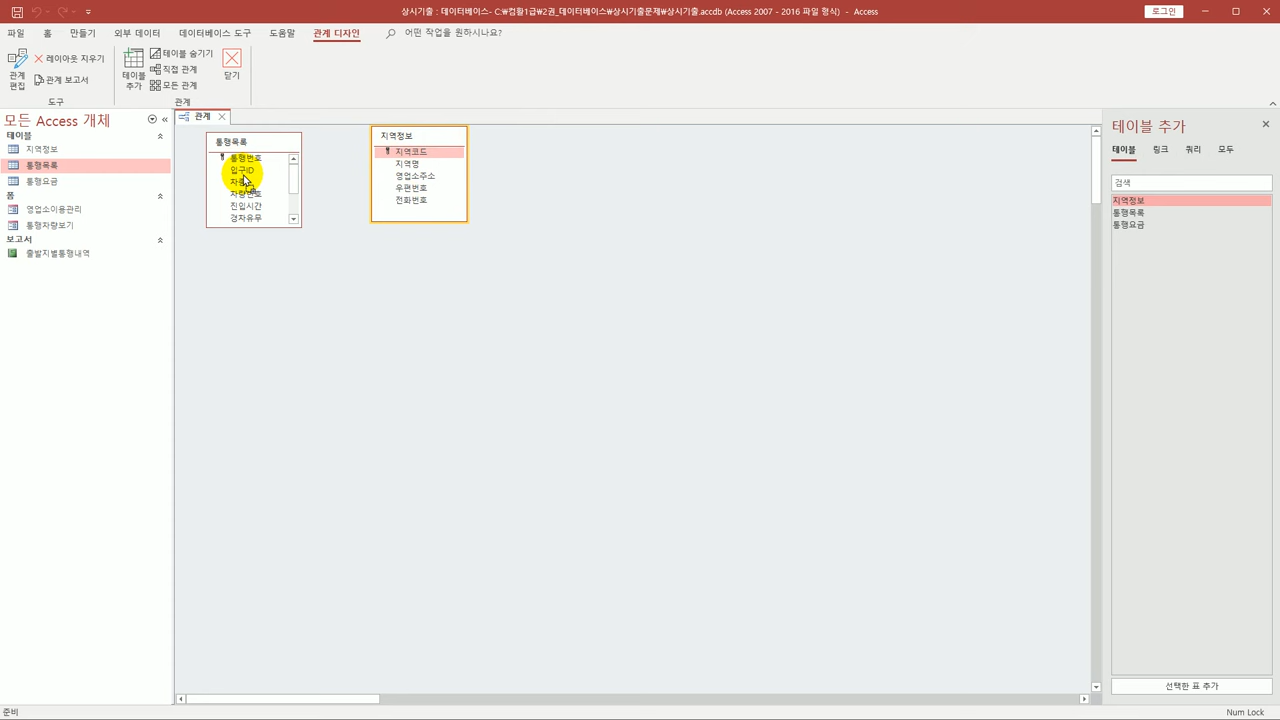 상시기출 : 데이터베이스- C:₩컴활1급₩2권_데이터베이스₩상시기출문제₩상시기출.accdb (Access 2007 - 2016 파일 형식) - Access
로그인
파일 홈 만들기 외부 데이터 데이터베이스 도구 도움말 관계 디자인 어떤 작업을 원하시나요?
관계 편집
레이아웃 지우기
관계 보고서
도구
테이블 추가
테이블 숨기기
직접 관계
모든 관계
닫기
관계
모든 Access 개체
테이블
지역정보
통행목록
통행요금
폼
영업소이용관리
통행차량보기
보고서
출발지별통행내역
관계
통행목록
통행번호
입구ID
차량번호
진입시간
경차유무
지역정보
지역코드
지역명
영업소주소
우편번호
전화번호
테이블 추가
테이블 링크 쿼리 모두
검색
지역정보
통행목록
통행요금
선택한 표 추가
준비
Num Lock